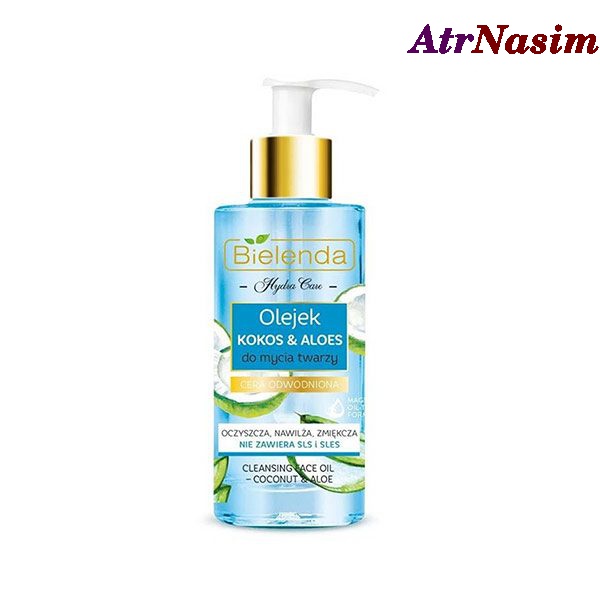 AtrNasim
Bielenda
Hydra Care
Olejek
KOKOS & ALOES
do mycia twarzy
CERA ODWODNIONA
OCZYSZCZA, NAWILŻA, ZMIĘKCZA
NIE ZAWIERA SLS i SLES
CLEANSING FACE OIL
– COCONUT & ALOE